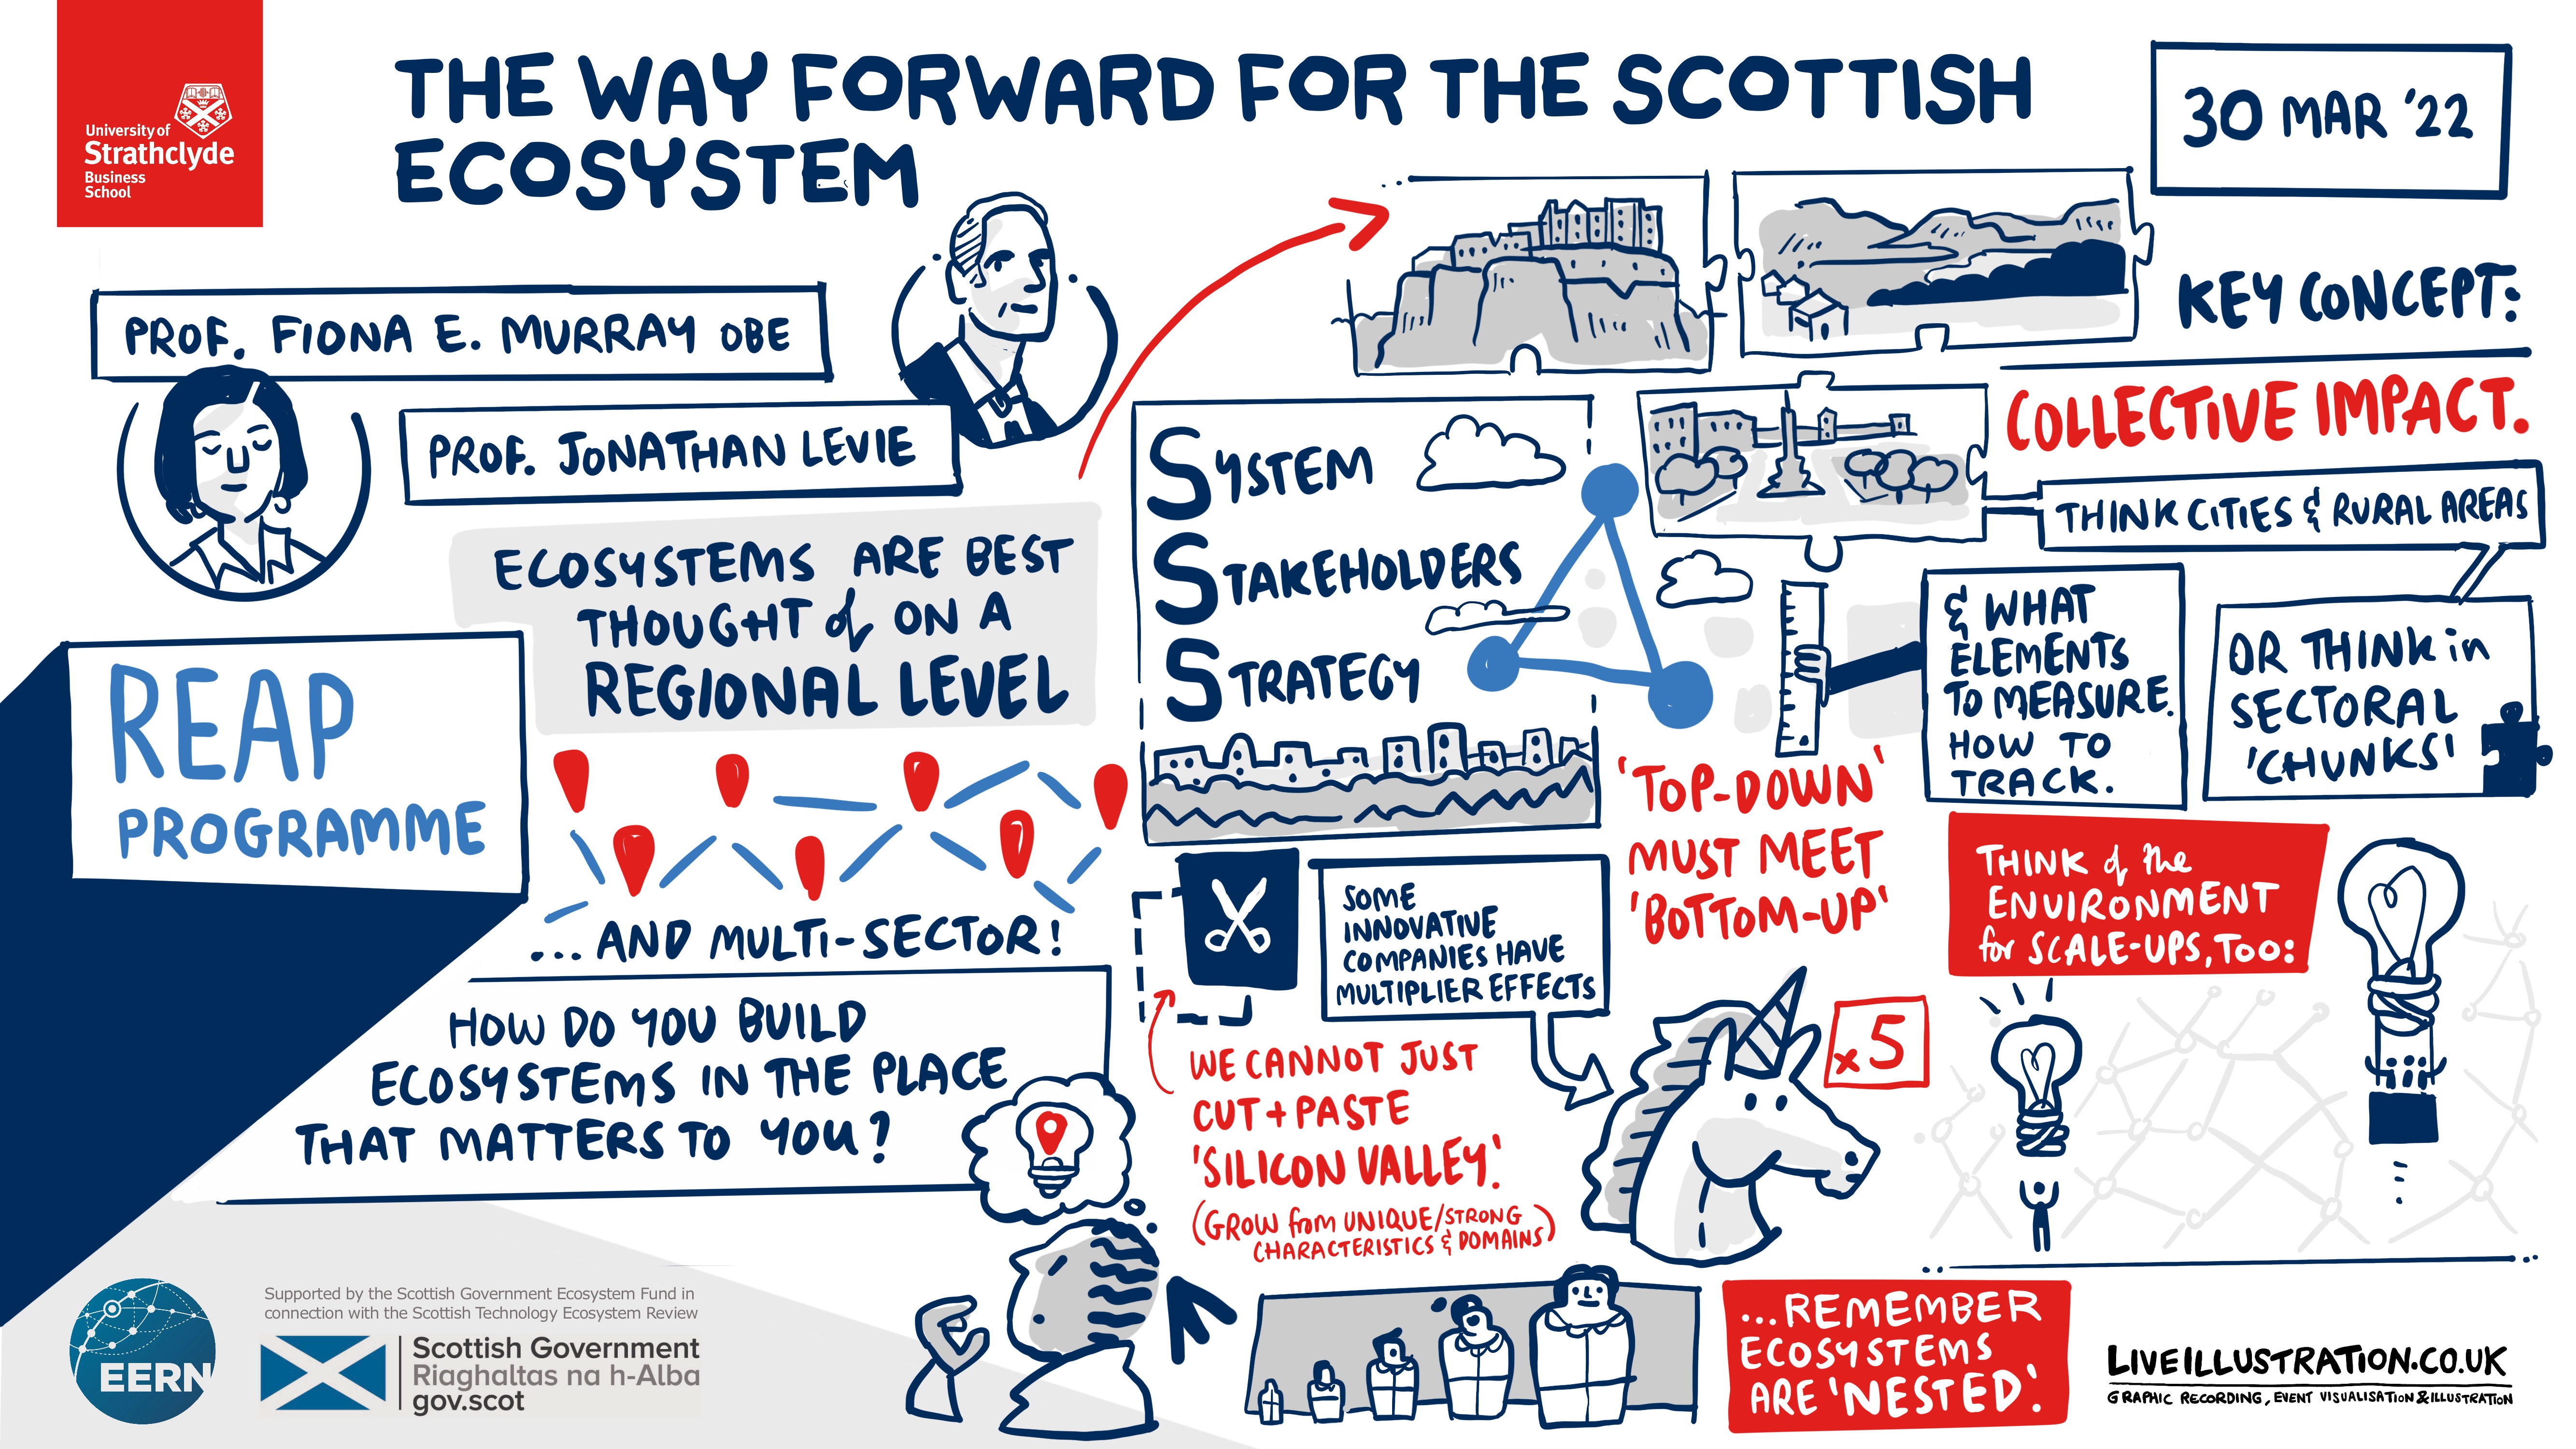 University of
Strathclyde
Business
School
THE WAY FORWARD FOR THE SCOTTISH
ECOSYSTEM
30 MAR '22
PROF. FIONA E. MURRAY OBE
PROF. JONATHAN LEVIE
REAP
PROGRAMME
ECOSYSTEMS ARE BEST
THOUGHT of ON A
REGIONAL LEVEL
... AND MULTI-SECTOR!
HOW DO YOU BUILD
ECOSYSTEMS IN THE PLACE
THAT MATTERS TO YOU?
SYSTEM
STAKEHOLDERS
STRATEGY
KEY CONCEPT:
COLLECTIVE IMPACT.
THINK CITIES & RURAL AREAS
& WHAT
ELEMENTS
TO MEASURE.
HOW TO
TRACK.
OR THINK in
SECTORAL
'CHUNKS'
'TOP-DOWN'
MUST MEET
'BOTTOM-UP'
SOME
INNOVATIVE
COMPANIES HAVE
MULTIPLIER EFFECTS
x5
WE CANNOT JUST
CUT + PASTE
'SILICON VALLEY.'
(GROW from UNIQUE/STRONG
CHARACTERISTICS & DOMAINS)
THINK of the
ENVIRONMENT
for SCALE-UPS, TOO:
...REMEMBER
ECOSYSTEMS
ARE 'NESTED'.
EERN
Supported by the Scottish Government Ecosystem Fund in
connection with the Scottish Technology Ecosystem Review
Scottish Government
Riaghaltas na h-Alba
gov.scot
LIVEILLUSTRATION.CO.UK
GRAPHIC RECORDING, EVENT VISUALISATION & ILLUSTRATION